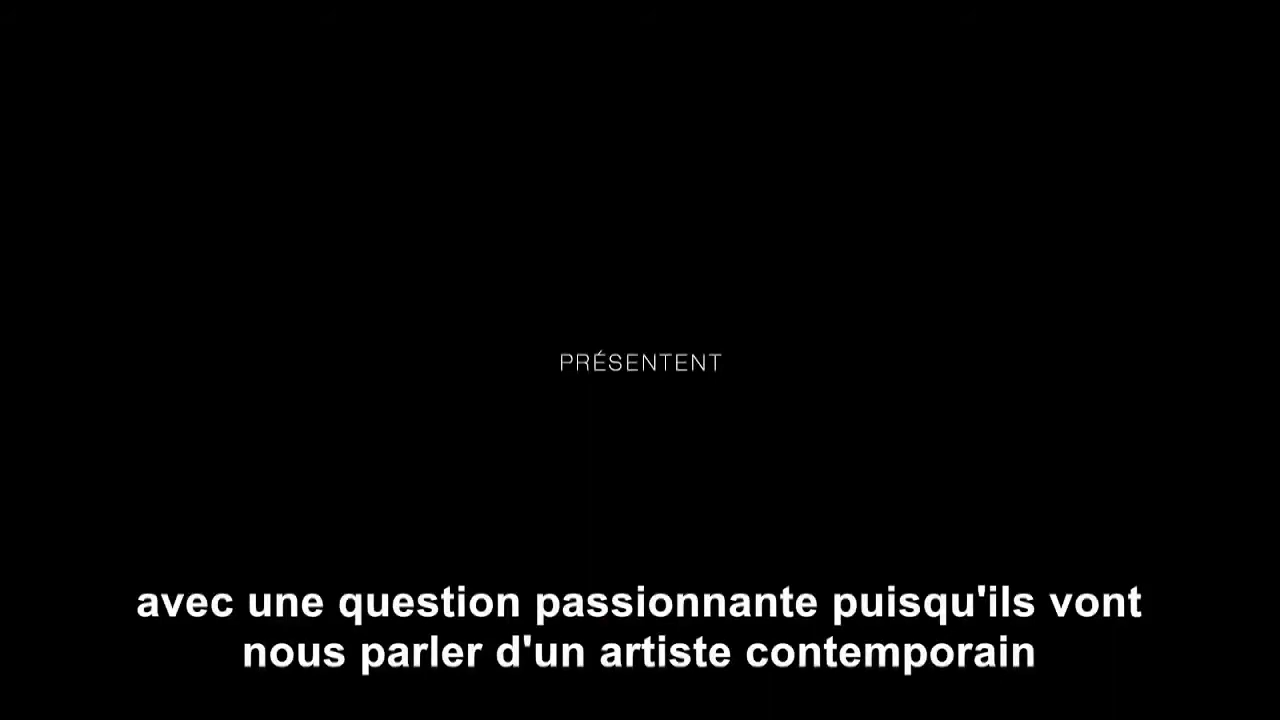 PRÉSENTENT
avec une question passionnante puisqu'ils vont
nous parler d'un artiste contemporain